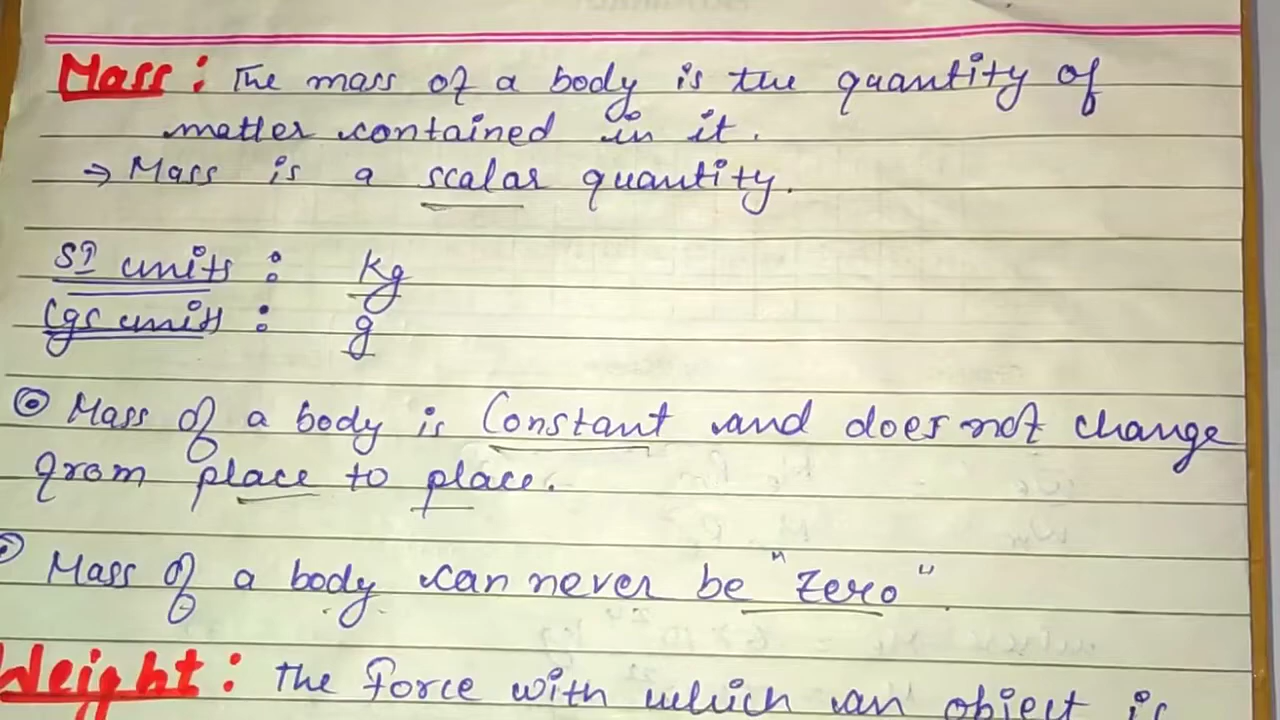 Mass: The mass of a body is the quantity of
matter contained in it.
⇒ Mass is a scalar quantity.
SI units : kg
Cgs units : g
Mass of a body is Constant and does not change
from place to place.
Mass of a body can never be "Zero".
Weight: The force with which an object is